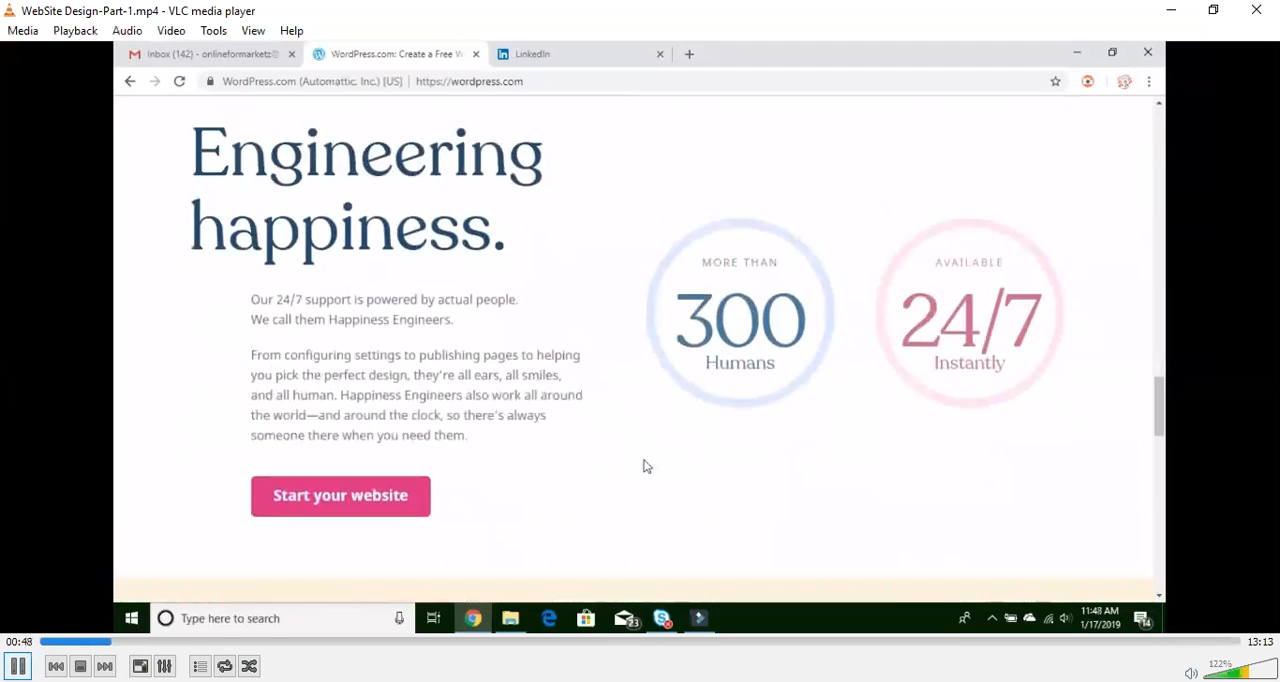 WebSite Design-Part-1.mp4 - VLC media player
Media Playback Audio Video Tools View Help
Inbox (142) - onlineformarketz@ WordPress.com: Create a Free W LinkedIn
WordPress.com (Automattic, Inc.) [US] https://wordpress.com
Engineering
happiness.
Our 24/7 support is powered by actual people.
We call them Happiness Engineers.
From configuring settings to publishing pages to helping
you pick the perfect design, they're all ears, all smiles,
and all human. Happiness Engineers also work all around
the world—and around the clock, so there's always
someone there when you need them.
Start your website
MORE THAN
300
Humans
AVAILABLE
24/7
Instantly
Type here to search
23
11:48 AM
1/17/2019
14
00:48
13:13
122%